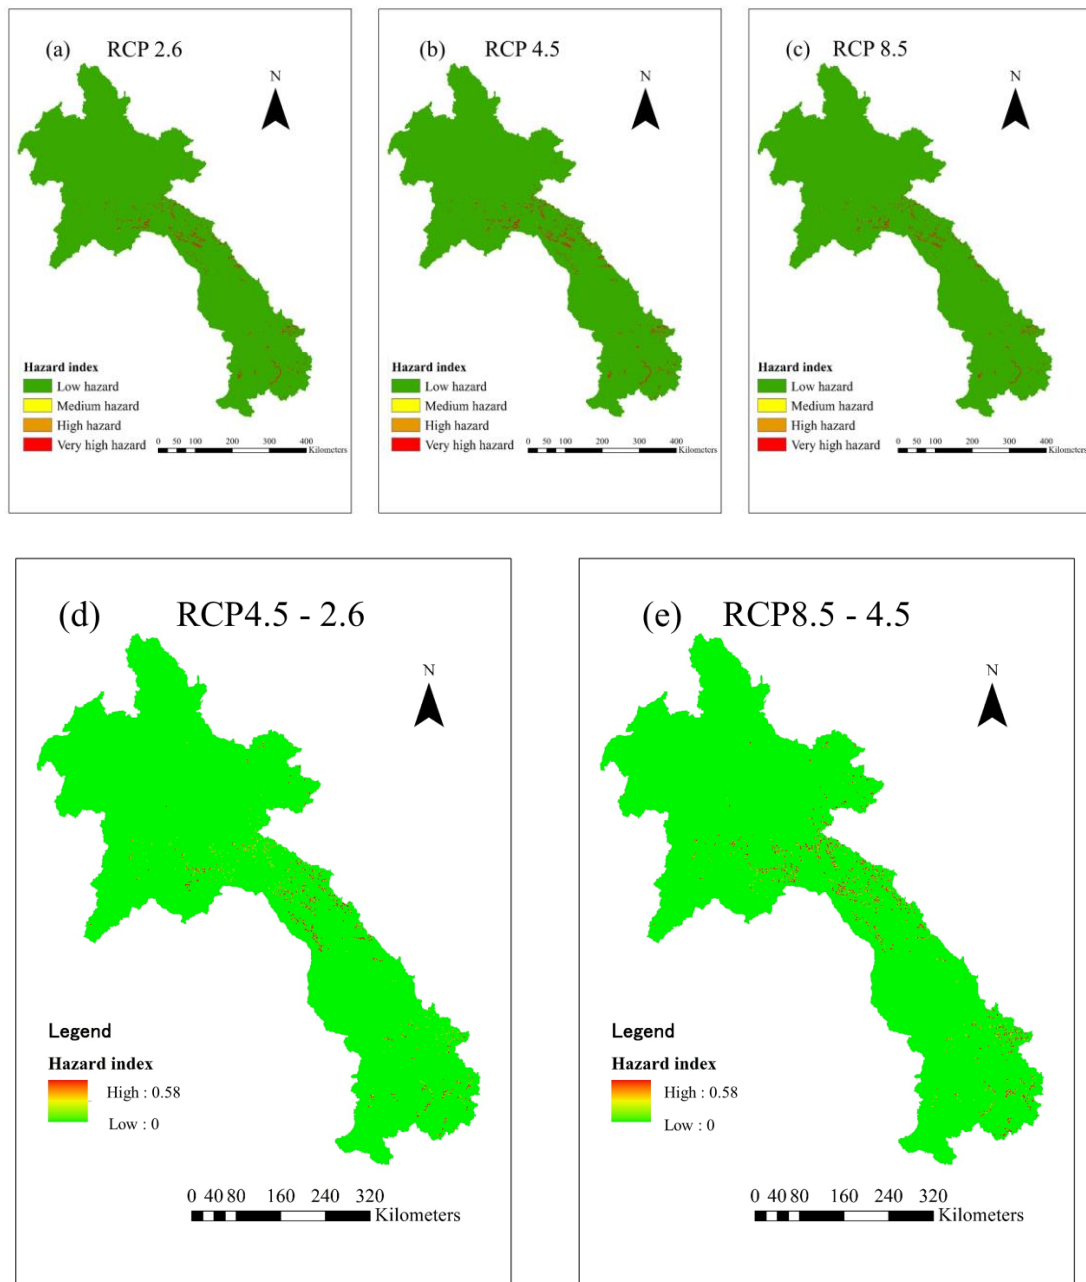 (a) RCP 2.6
N
Hazard index
Low hazard
Medium hazard
High hazard
Very high hazard
0 50 100 200 300 400
Kilometers
(b) RCP 4.5
N
Hazard index
Low hazard
Medium hazard
High hazard
Very high hazard
0 50 100 200 300 400
Kilometers
(c) RCP 8.5
N
Hazard index
Low hazard
Medium hazard
High hazard
Very high hazard
0 50 100 200 300 400
Kilometers
(d) RCP4.5 - 2.6
N
Legend
Hazard index
High : 0.58
Low : 0
0 40 80 160 240 320
Kilometers
(e) RCP8.5 - 4.5
N
Legend
Hazard index
High : 0.58
Low : 0
0 40 80 160 240 320
Kilometers